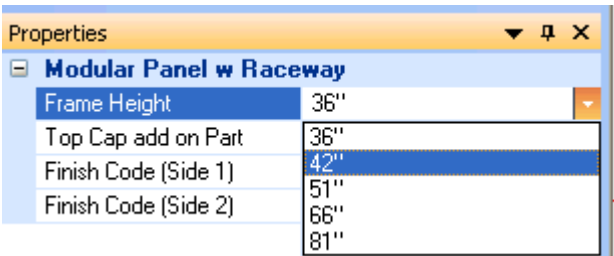 Properties
Modular Panel w Raceway
Frame Height 36"
Top Cap add on Part 36"
42"
Finish Code (Side 1) 51"
66"
Finish Code (Side 2)
81"